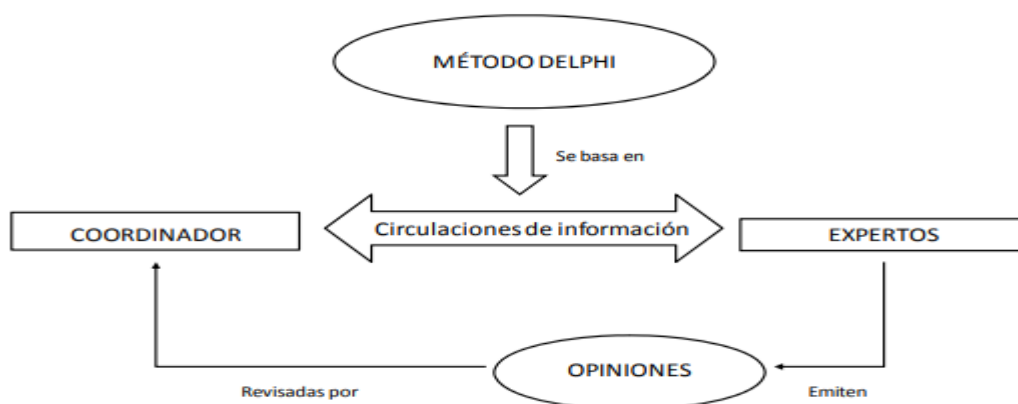 MÉTODO DELPHI
Se basa en
COORDINADOR
Circulaciones de información
EXPERTOS
OPINIONES
Revisadas por
Emiten